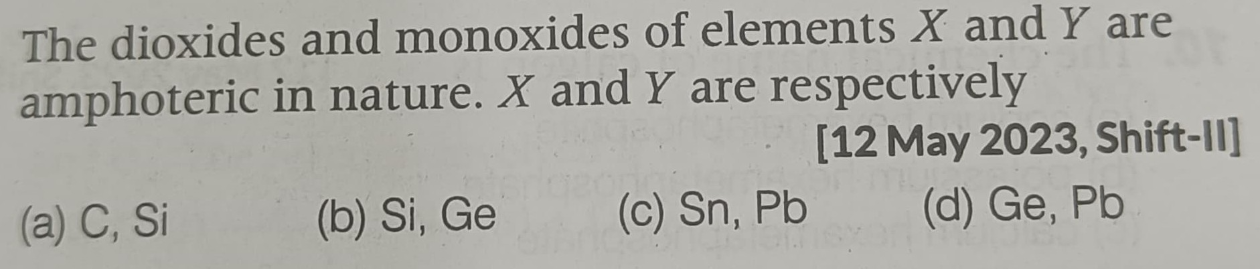 The dioxides and monoxides of elements X and Y are
amphoteric in nature. X and Y are respectively
[12 May 2023, Shift-II]
(a) C, Si (b) Si, Ge (c) Sn, Pb (d) Ge, Pb